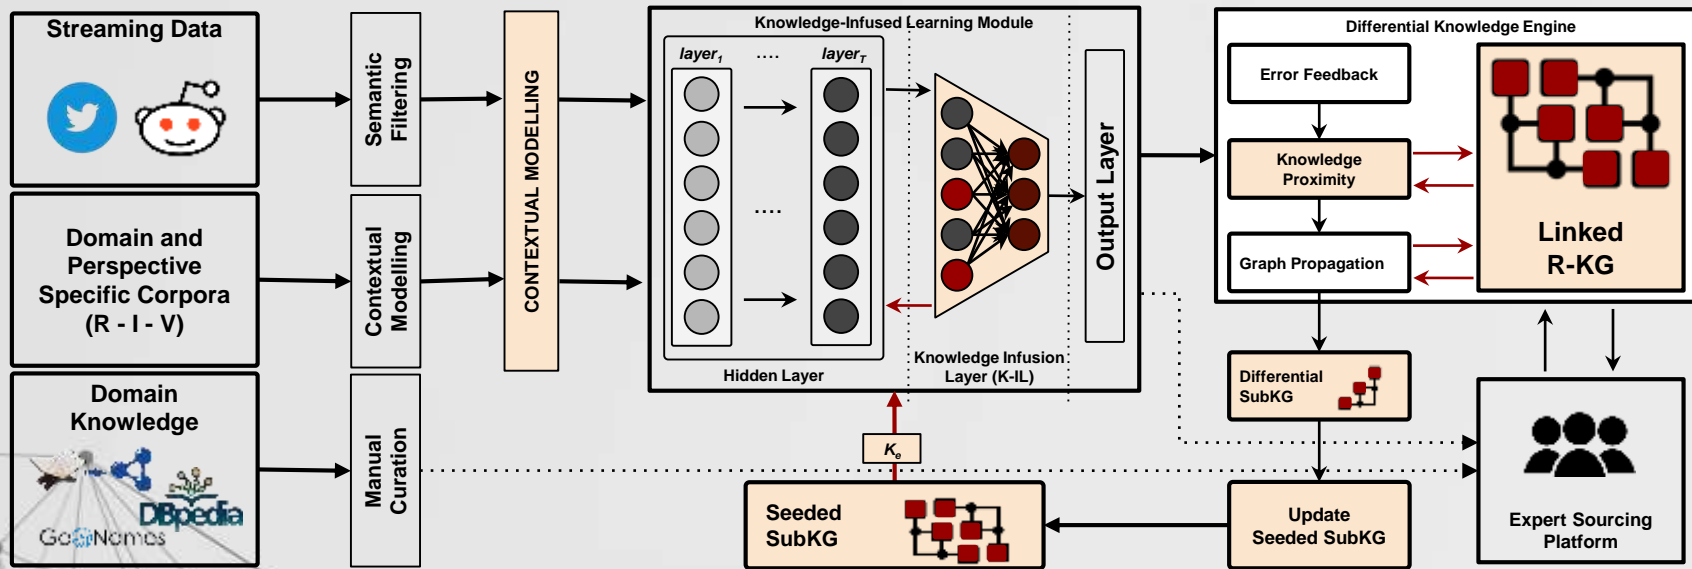 Streaming Data
Domain and
Perspective
Specific Corpora
(R - I - V)
Domain
Knowledge
DBpedia
GeoNames
Semantic
Filtering
Contextual
Modelling
Manual
Curation
CONTEXTUAL MODELLING
Knowledge-Infused Learning Module
layer1
....
layerT
....
Hidden Layer
Knowledge Infusion
Layer (K-IL)
Output Layer
Ke
Seeded
SubKG
Differential Knowledge Engine
Error Feedback
Knowledge
Proximity
Graph Propagation
Linked
R-KG
Differential
SubKG
Update
Seeded SubKG
Expert Sourcing
Platform